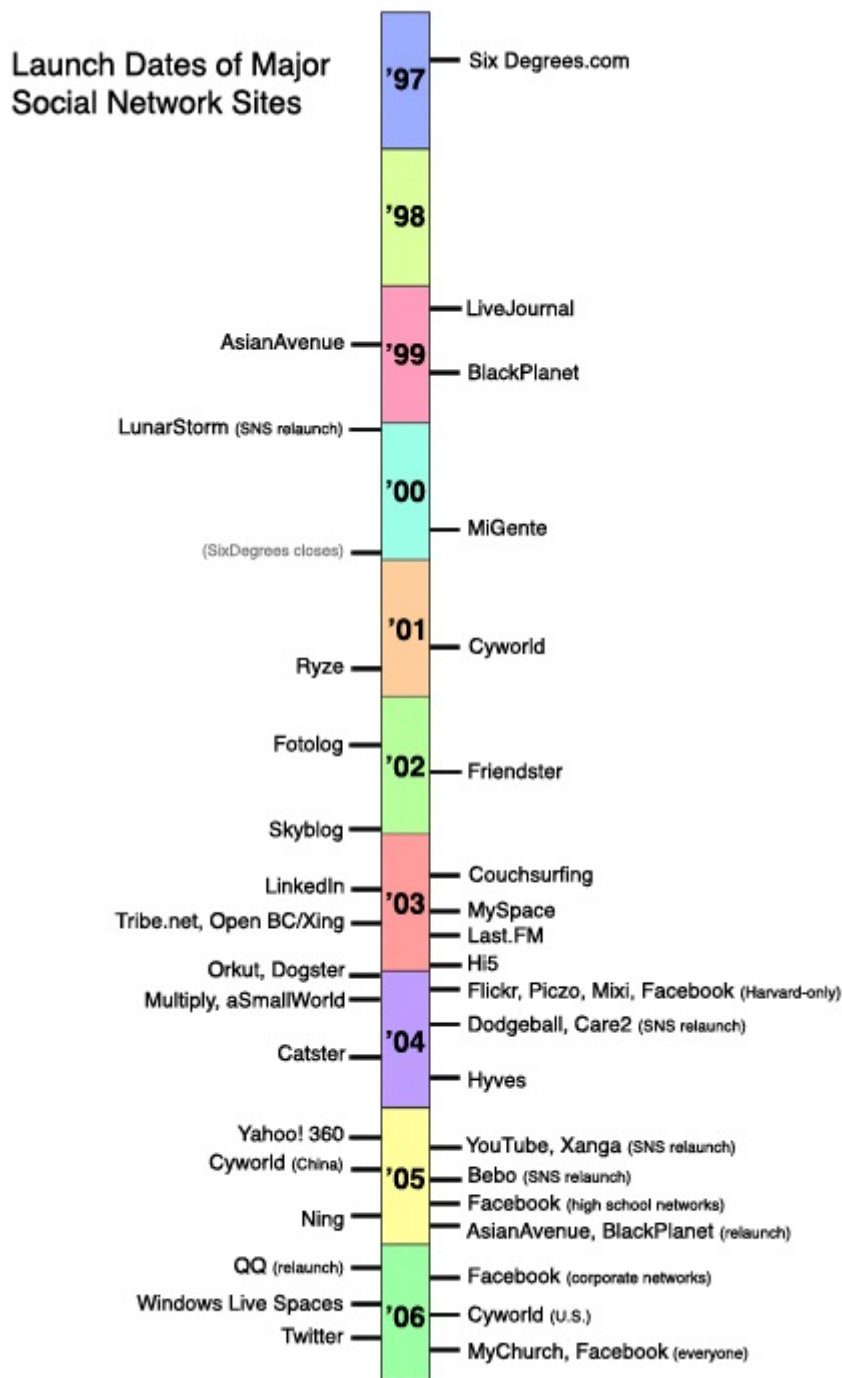 Launch Dates of Major
Social Network Sites
'97
Six Degrees.com
'98
LiveJournal
AsianAvenue
'99
BlackPlanet
LunarStorm (SNS relaunch)
'00
MiGente
(SixDegrees closes)
'01
Cyworld
Ryze
Fotolog
'02
Friendster
Skyblog
Couchsurfing
LinkedIn
'03
MySpace
Tribe.net, Open BC/Xing
Last.FM
Hi5
Orkut, Dogster
Flickr, Piczo, Mixi, Facebook (Harvard-only)
Multiply, aSmallWorld
Dodgeball, Care2 (SNS relaunch)
'04
Catster
Hyves
Yahoo! 360
YouTube, Xanga (SNS relaunch)
Cyworld (China)
Bebo (SNS relaunch)
'05
Facebook (high school networks)
Ning
AsianAvenue, BlackPlanet (relaunch)
QQ (relaunch)
Facebook (corporate networks)
Windows Live Spaces
'06
Cyworld (U.S.)
Twitter
MyChurch, Facebook (everyone)